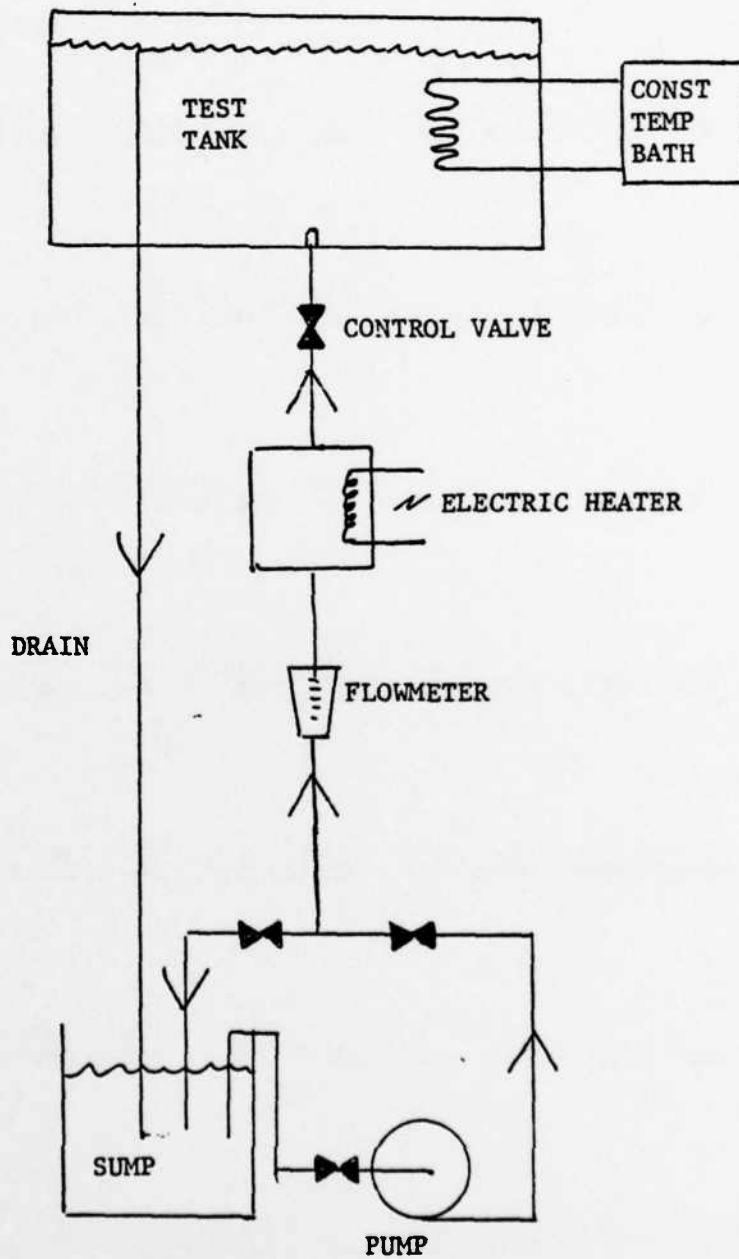 TEST
TANK
CONST
TEMP
BATH
CONTROL VALVE
ELECTRIC HEATER
DRAIN
FLOWMETER
SUMP
PUMP